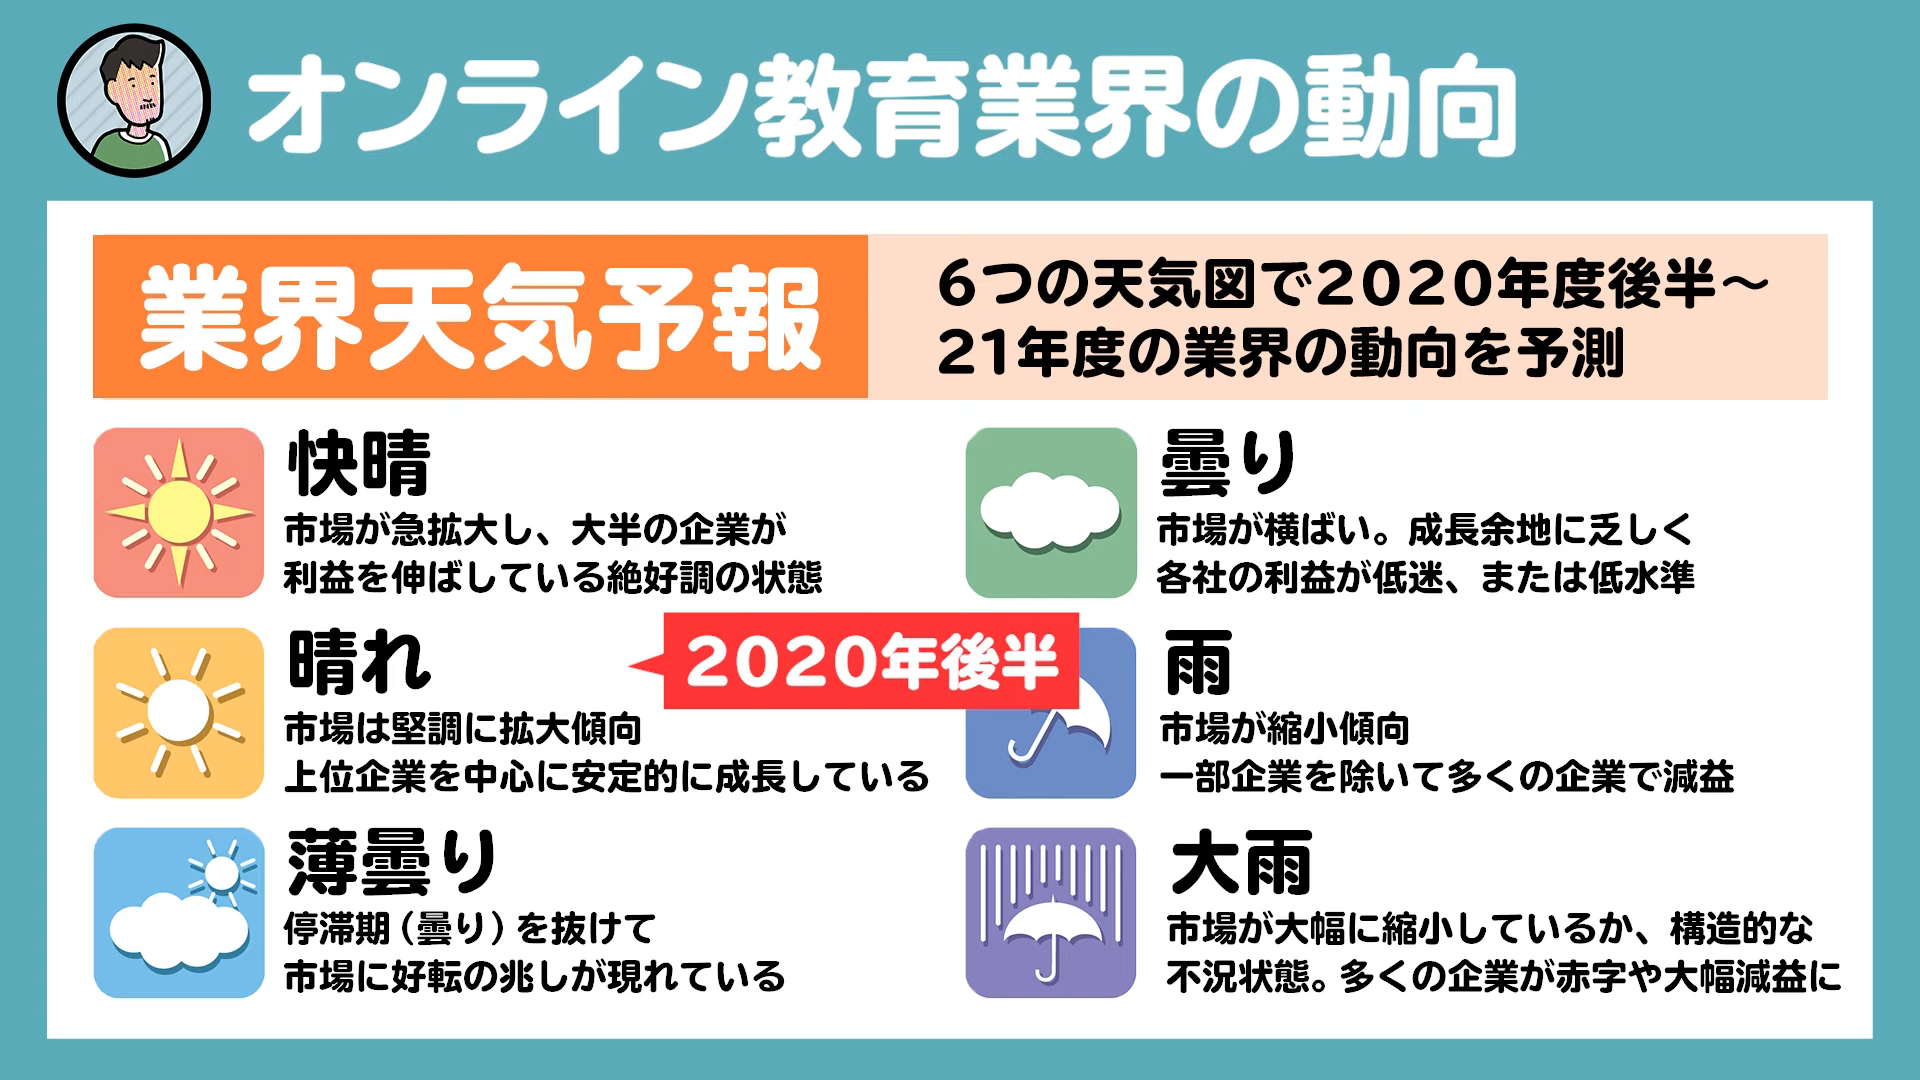 オンライン教育業界の動向
業界天気予報
6つの天気図で2020年度後半〜
21年度の業界の動向を予測
快晴
市場が急拡大し、大半の企業が
利益を伸ばしている絶好調の状態
晴れ
2020年後半
市場は堅調に拡大傾向
上位企業を中心に安定的に成長している
薄曇り
停滞期(曇り)を抜けて
市場に好転の兆しが現れている
曇り
市場が横ばい。成長余地に乏しく
各社の利益が低迷、または低水準
雨
市場が縮小傾向
一部企業を除いて多くの企業で減益
大雨
市場が大幅に縮小しているか、構造的な
不況状態。多くの企業が赤字や大幅減益に